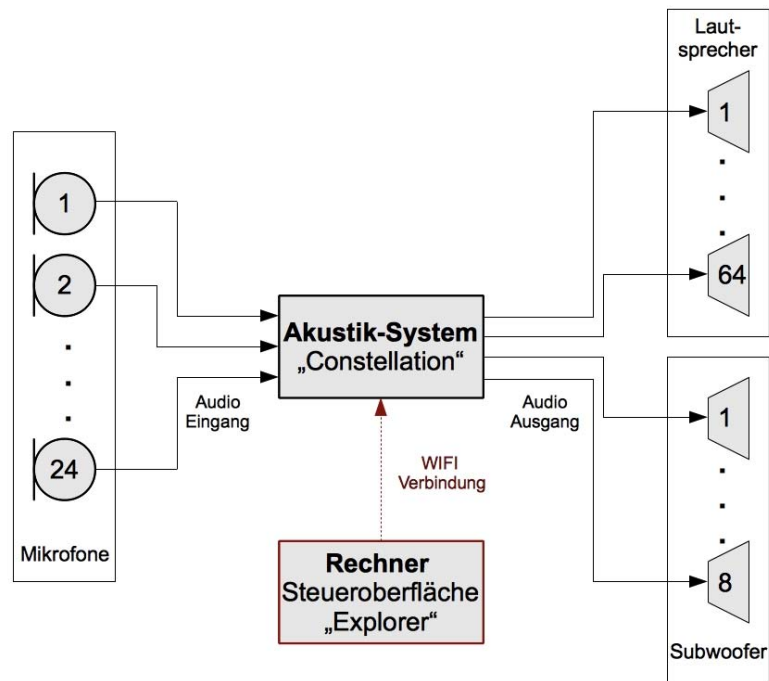 1
2
24
Mikrofone
Audio
Eingang
Akustik-System
„Constellation“
Audio
Ausgang
WIFI
Verbindung
Rechner
Steueroberfläche
„Explorer“
Laut-
sprecher
1
64
1
8
Subwoofer